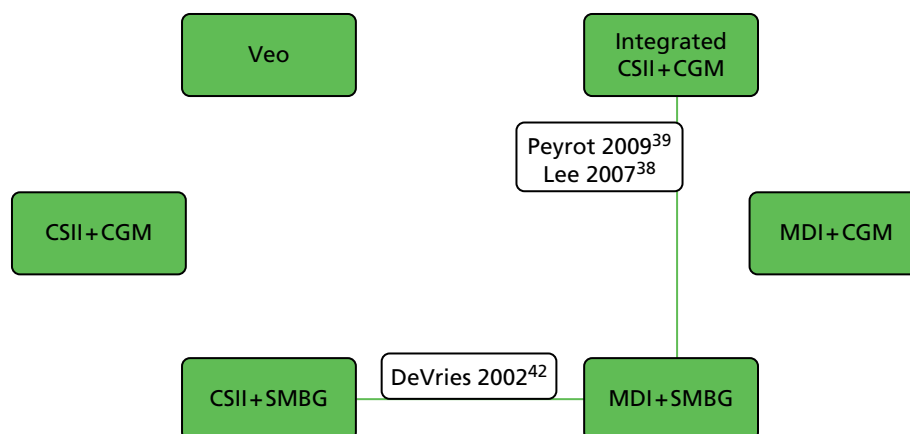 Veo
Integrated
CSII+CGM
Peyrot 2009³⁹
Lee 2007³⁸
CSII+CGM
MDI+CGM
CSII+SMBG
DeVries 2002⁴²
MDI+SMBG